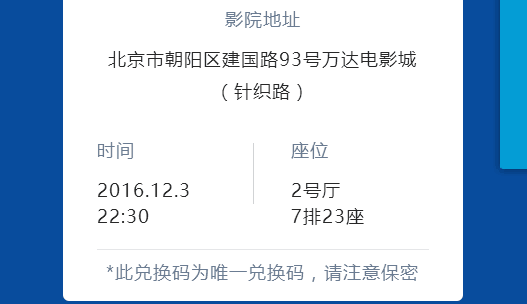 影院地址
北京市朝阳区建国路93号万达电影城
（针织路）
时间
2016.12.3
22:30
座位
2号厅
7排23座
*此兑换码为唯一兑换码，请注意保密